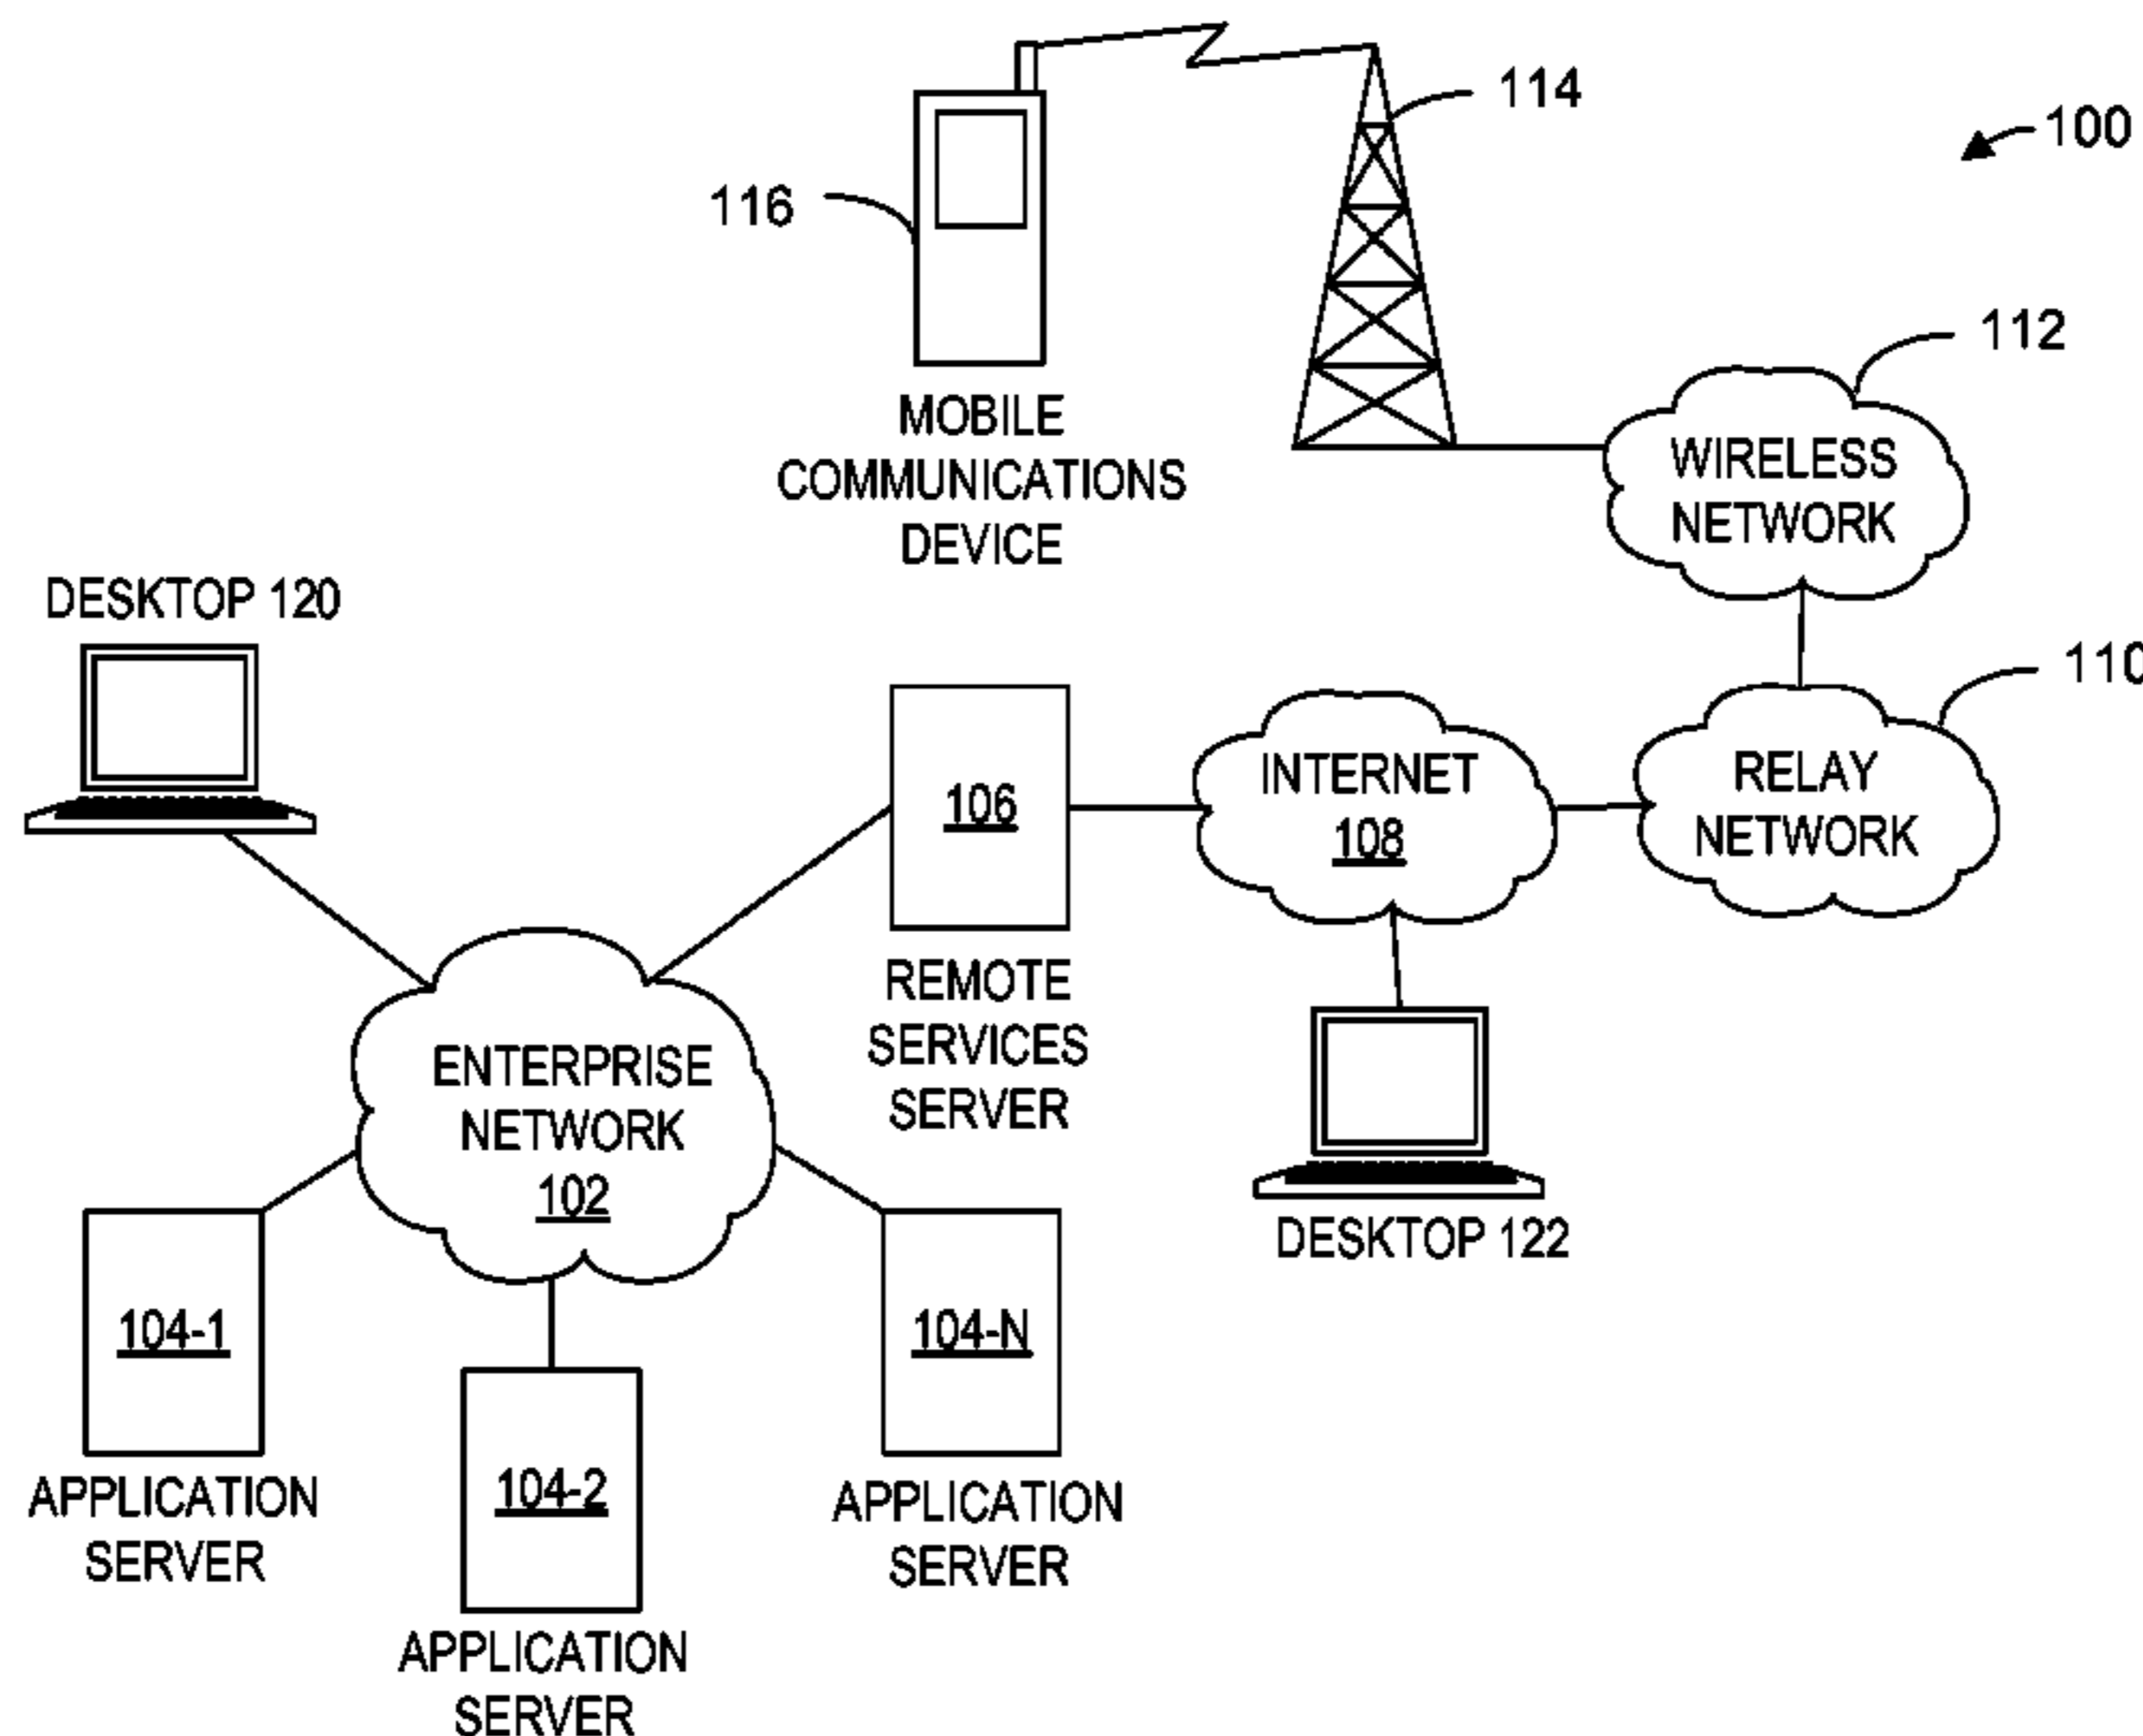 114
100
116
112
MOBILE
COMMUNICATIONS
DEVICE
WIRELESS
NETWORK
DESKTOP 120
110
106
INTERNET
108
RELAY
NETWORK
REMOTE
SERVICES
SERVER
ENTERPRISE
NETWORK
102
DESKTOP 122
104-1
104-N
104-2
APPLICATION
SERVER
APPLICATION
SERVER
APPLICATION
SERVER